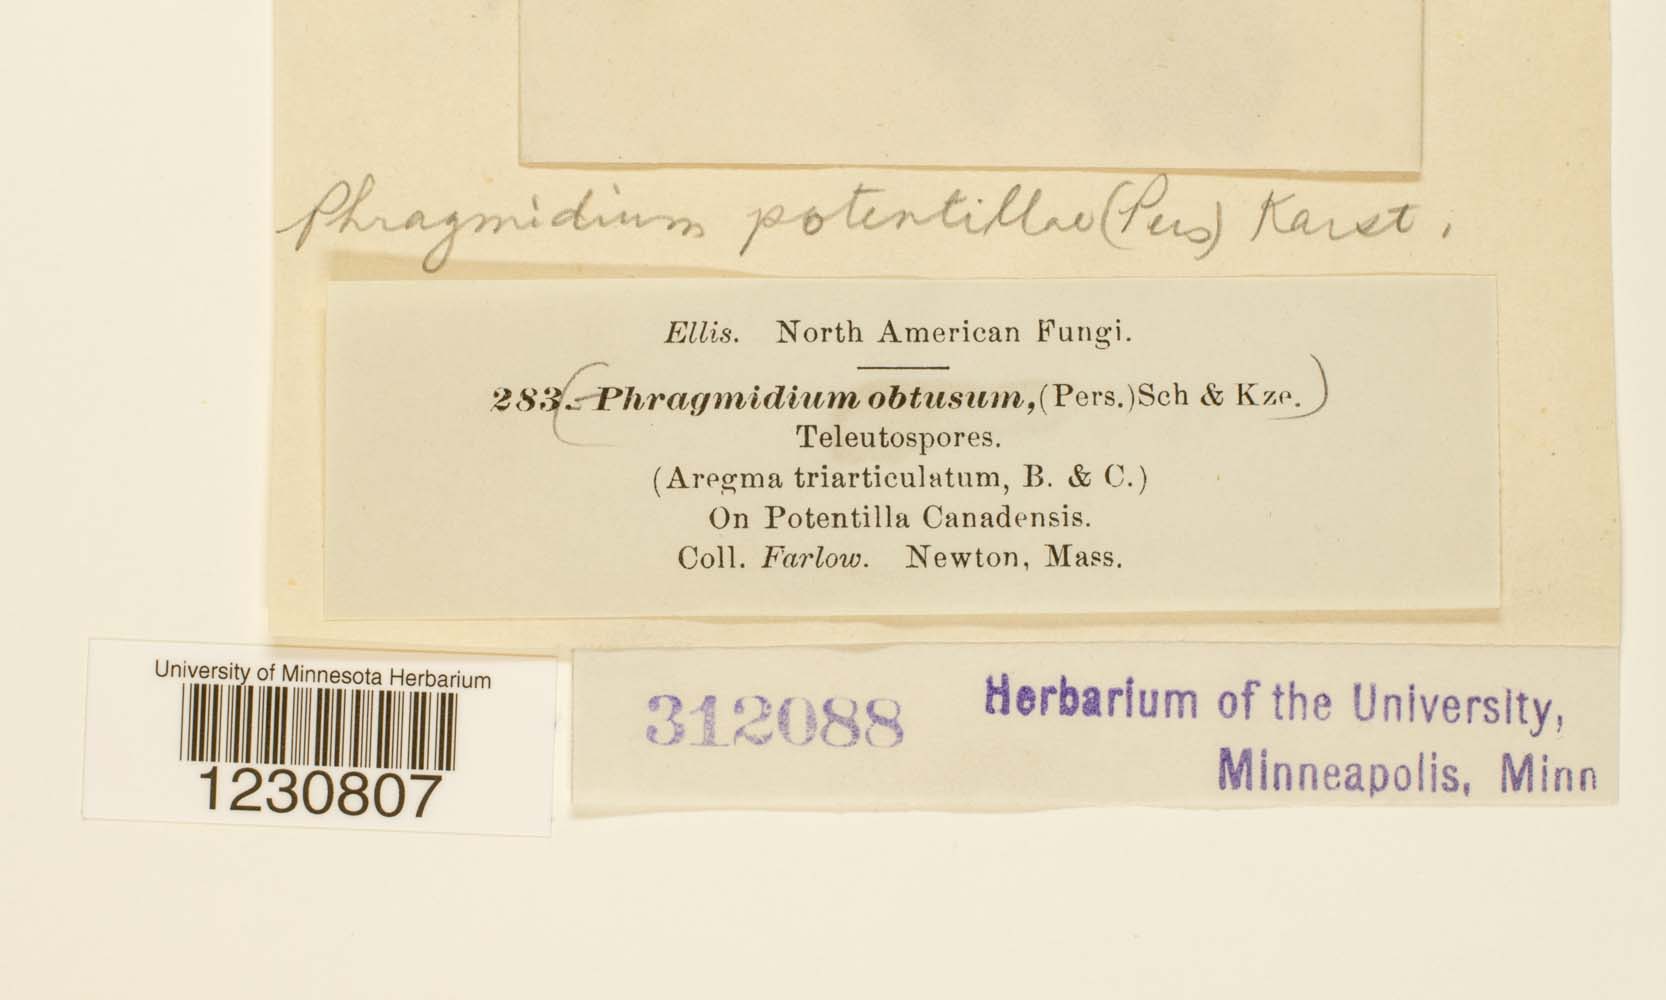 Phragmidium potentillae (Pers) Karst.
Ellis. North American Fungi.
283. Phragmidium obtusum, (Pers.) Sch & Kze.
Teleutospores.
(Aregma triarticulatum, B. & C.)
On Potentilla Canadensis.
Coll. Farlow. Newton, Mass.
University of Minnesota Herbarium
1230807
312088
Herbarium of the University,
Minneapolis, Minn